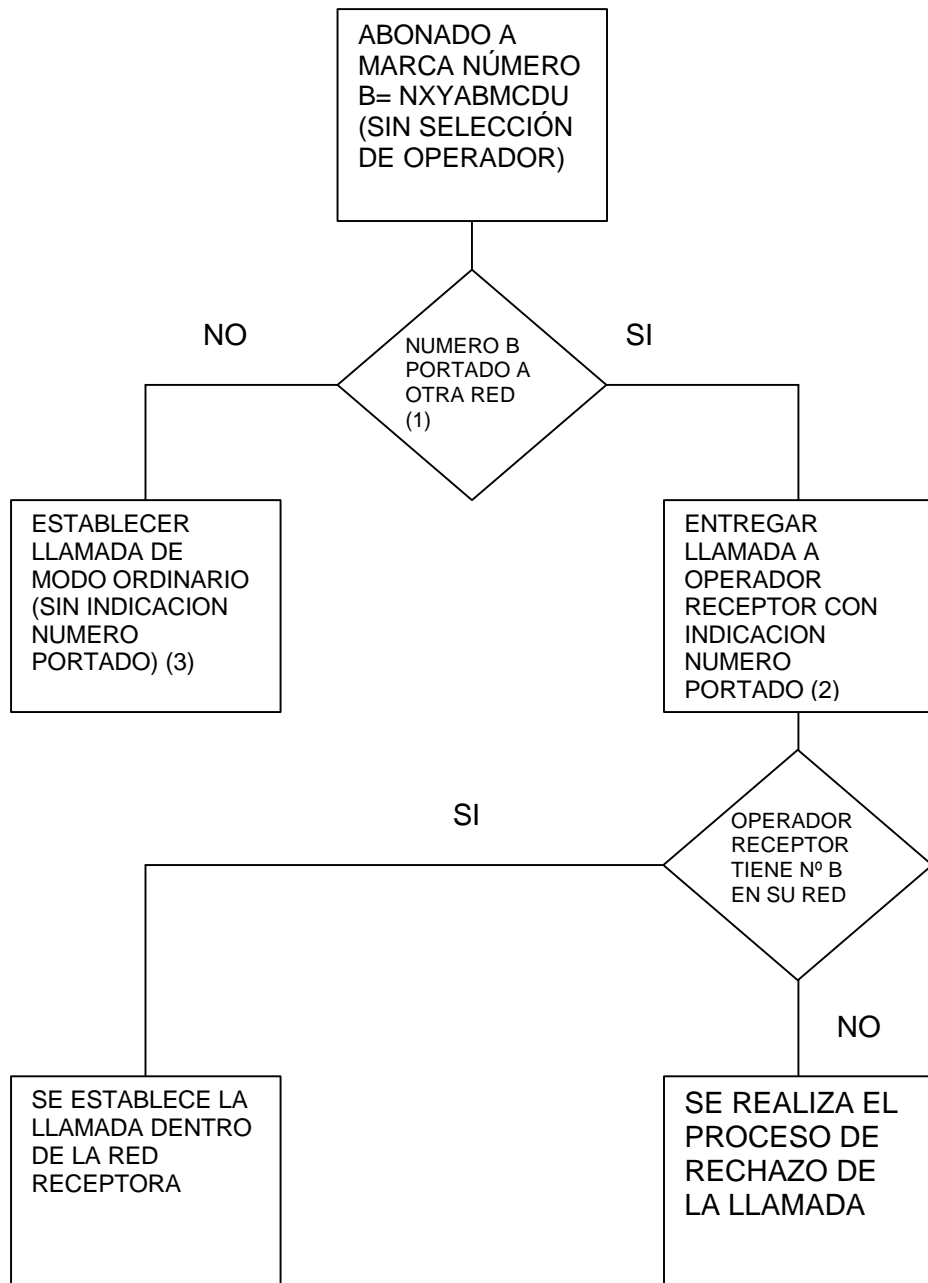 ABONADO A
MARCA NÚMERO
B= NXYABMCDU
(SIN SELECCIÓN
DE OPERADOR)
NO
SI
NUMERO B
PORTADO A
OTRA RED
(1)
ESTABLECER
LLAMADA DE
MODO ORDINARIO
(SIN INDICACION
NUMERO
PORTADO) (3)
ENTREGAR
LLAMADA A
OPERADOR
RECEPTOR CON
INDICACION
NUMERO
PORTADO (2)
SI
OPERADOR
RECEPTOR
TIENE Nº B
EN SU RED
NO
SE ESTABLECE LA
LLAMADA DENTRO
DE LA RED
RECEPTORA
SE REALIZA EL
PROCESO DE
RECHAZO DE
LA LLAMADA